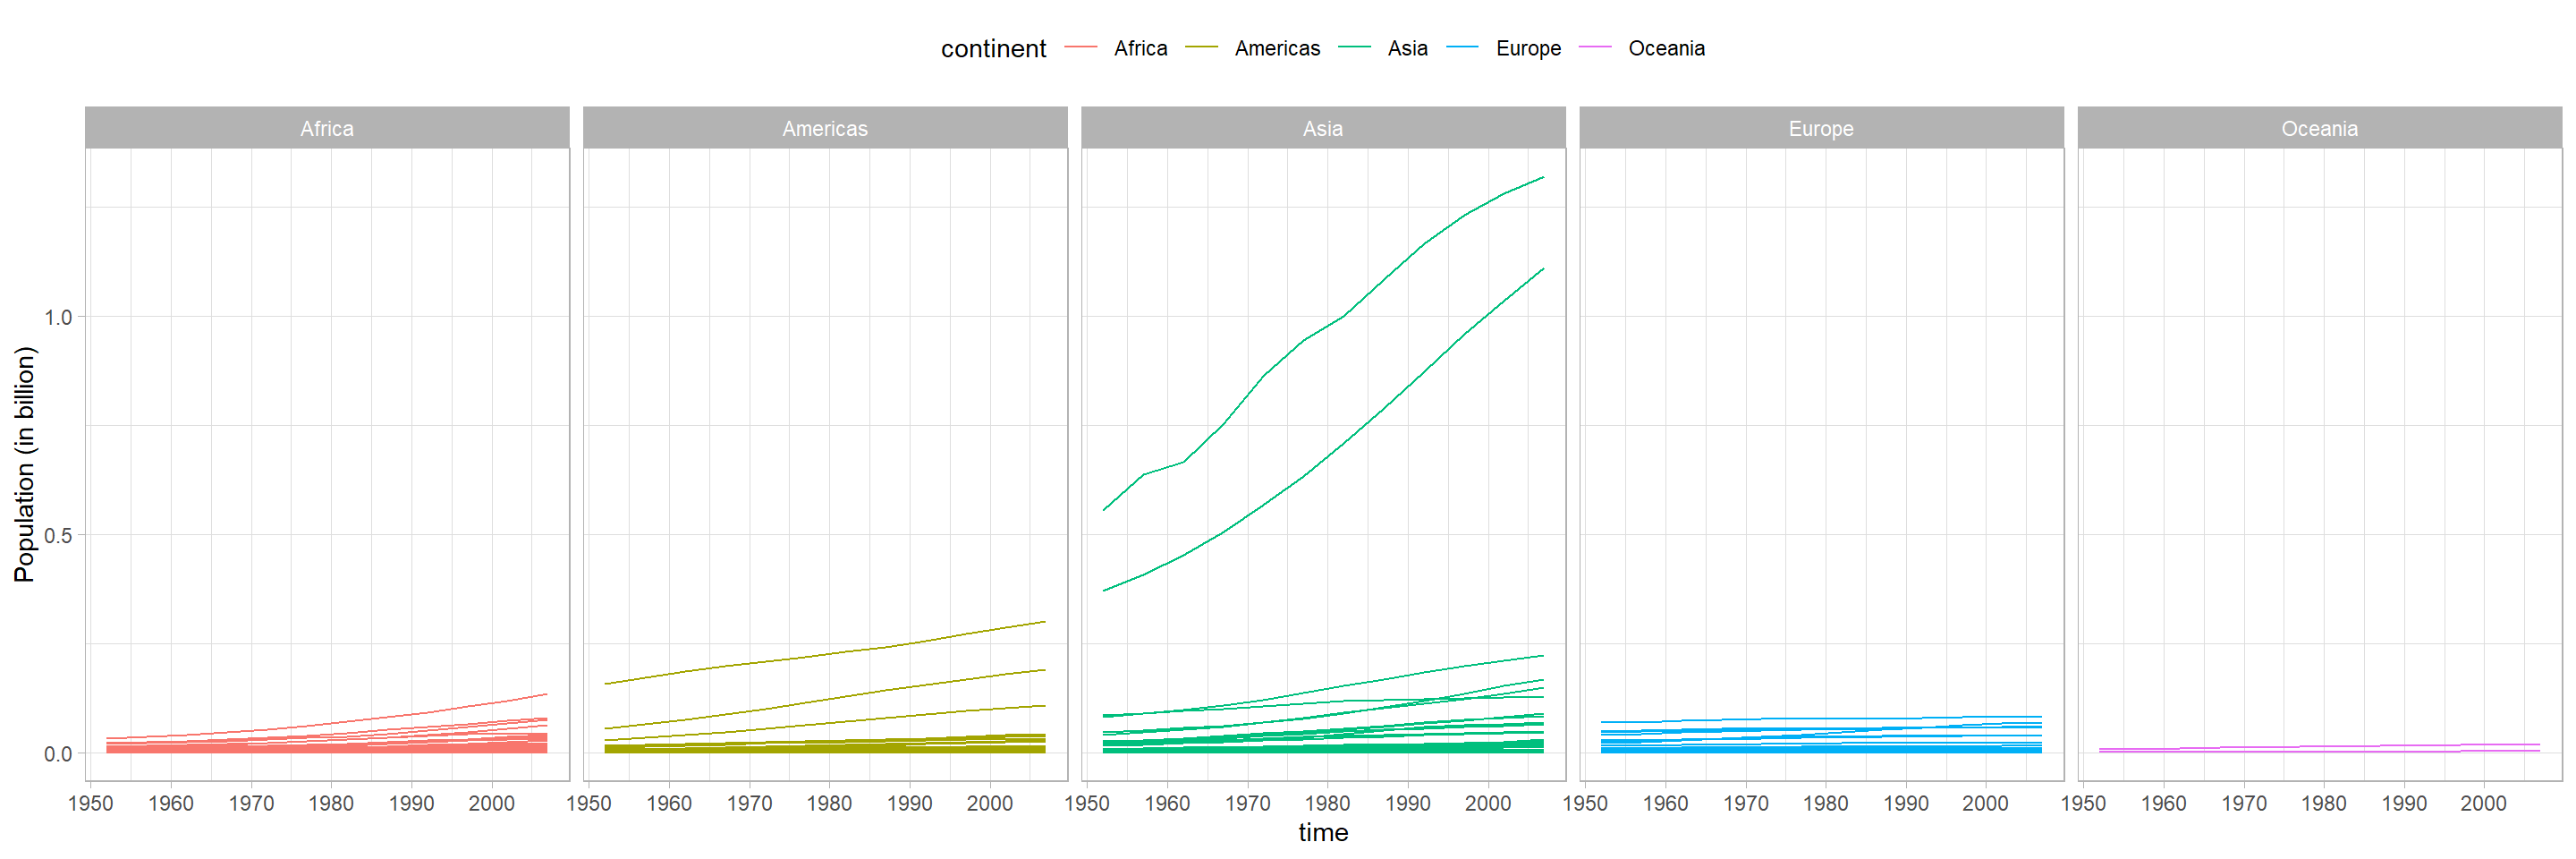 continent Africa Americas Asia Europe Oceania
Africa Americas Asia Europe Oceania
Population (in billion)
1.0
0.5
0.0
1950 1960 1970 1980 1990 2000 1950 1960 1970 1980 1990 2000 1950 1960 1970 1980 1990 2000 1950 1960 1970 1980 1990 2000 1950 1960 1970 1980 1990 2000
time